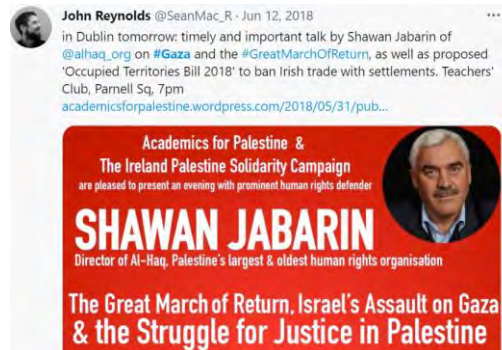 John Reynolds @SeanMac_R · Jun 12, 2018 ...
in Dublin tomorrow: timely and important talk by Shawan Jabarin of
@alhaq_org on #Gaza and the #GreatMarchOfReturn, as well as proposed
'Occupied Territories Bill 2018' to ban Irish trade with settlements. Teachers'
Club, Parnell Sq, 7pm
academicsforpalestine.wordpress.com/2018/05/31/pub...
Academics for Palestine &
The Ireland Palestine Solidarity Campaign
are pleased to present an evening with prominent human rights defender
SHAWAN JABARIN
Director of Al-Haq, Palestine's largest & oldest human rights organisation
The Great March of Return, Israel's Assault on Gaza
& the Struggle for Justice in Palestine